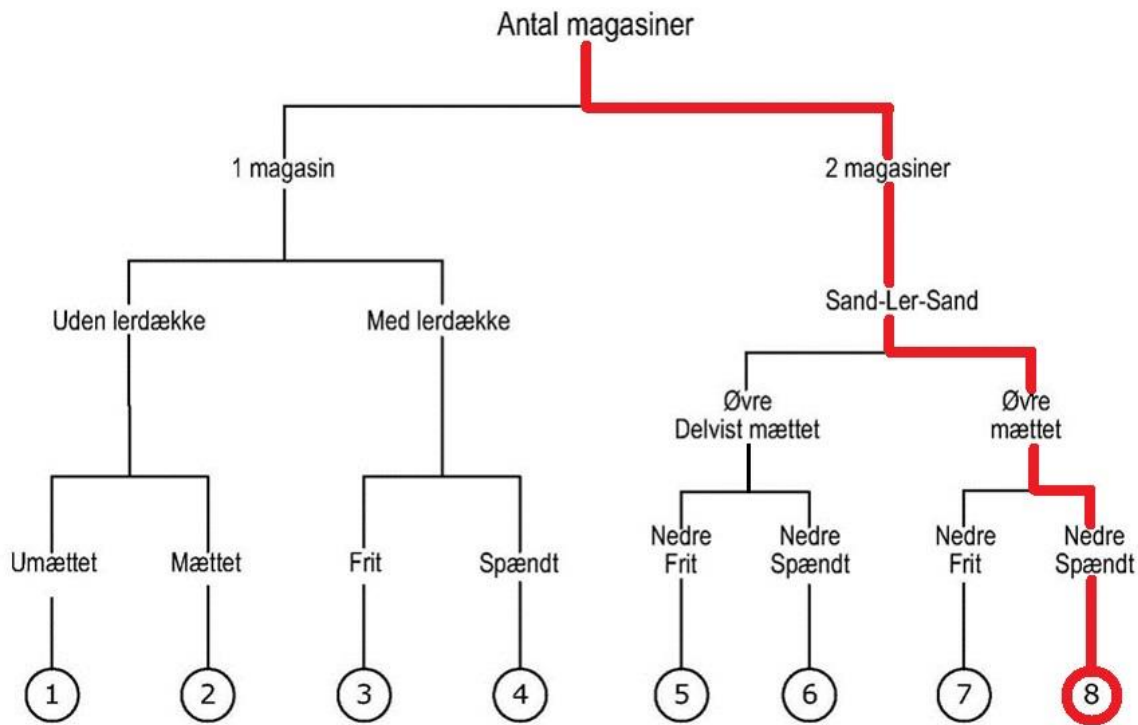 Antal magasiner
1 magasin
2 magasiner
Uden lerdække
Med lerdække
Sand-Ler-Sand
Øvre
Delvist mættet
Øvre
mættet
Umættet
Mættet
Frit
Spændt
Nedre
Frit
Nedre
Spændt
Nedre
Frit
Nedre
Spændt
1
2
3
4
5
6
7
8